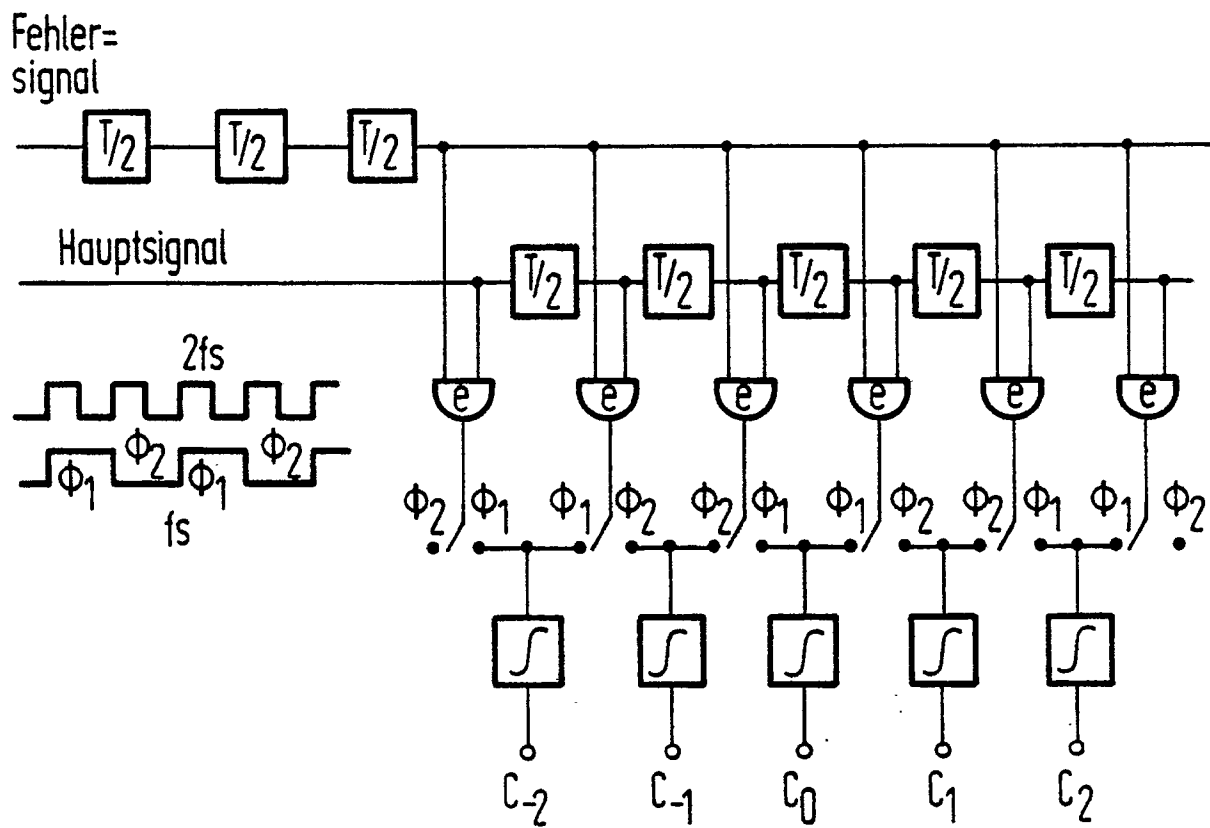 Fehler=
signal
T/2 T/2 T/2
Hauptsignal
T/2 T/2 T/2 T/2 T/2
2fs
e e e e e e
Φ2 Φ2
Φ1 Φ1
fs
Φ2 Φ1 Φ1 Φ2 Φ2 Φ1 Φ1 Φ2 Φ2 Φ1 Φ1 Φ2
∫ ∫ ∫ ∫ ∫
C-2 C-1 C0 C1 C2